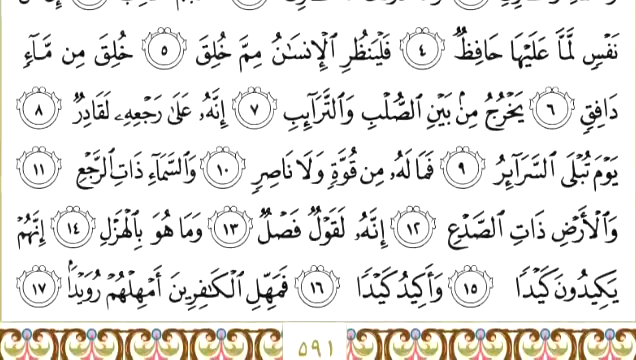 نَفۡسٖ لَّمَّا عَلَيۡهَا حَافِظٞ ٤ فَلۡيَنظُرِ ٱلۡإِنسَٰنُ مِمَّ خُلِقَ ٥ خُلِقَ مِن مَّآءٖ
دَافِقٖ ٦ يَخۡرُجُ مِنۢ بَيۡنِ ٱلصُّلۡبِ وَٱلتَّرَآئِبِ ٧ إِنَّهُۥ عَلَىٰ رَجۡعِهِۦ لَقَادِرٞ ٨
يَوۡمَ تُبۡلَى ٱلسَّرَآئِرُ ٩ فَمَا لَهُۥ مِن قُوَّةٖ وَلَا نَاصِرٖ ١٠ وَٱلسَّمَآءِ ذَاتِ ٱلرَّجۡعِ ١١
وَٱلۡأَرۡضِ ذَاتِ ٱلصَّدۡعِ ١٢ إِنَّهُۥ لَقَوۡلٞ فَصۡلٞ ١٣ وَمَا هُوَ بِٱلۡهَزۡلِ ١٤ إِنَّهُمۡ
يَكِيدُونَ كَيۡدٗا ١٥ وَأَكِيدُ كَيۡدٗا ١٦ فَمَهِّلِ ٱلۡكَٰفِرِينَ أَمۡهِلۡهُمۡ رُوَيۡدَۢا ١٧
٥٩١